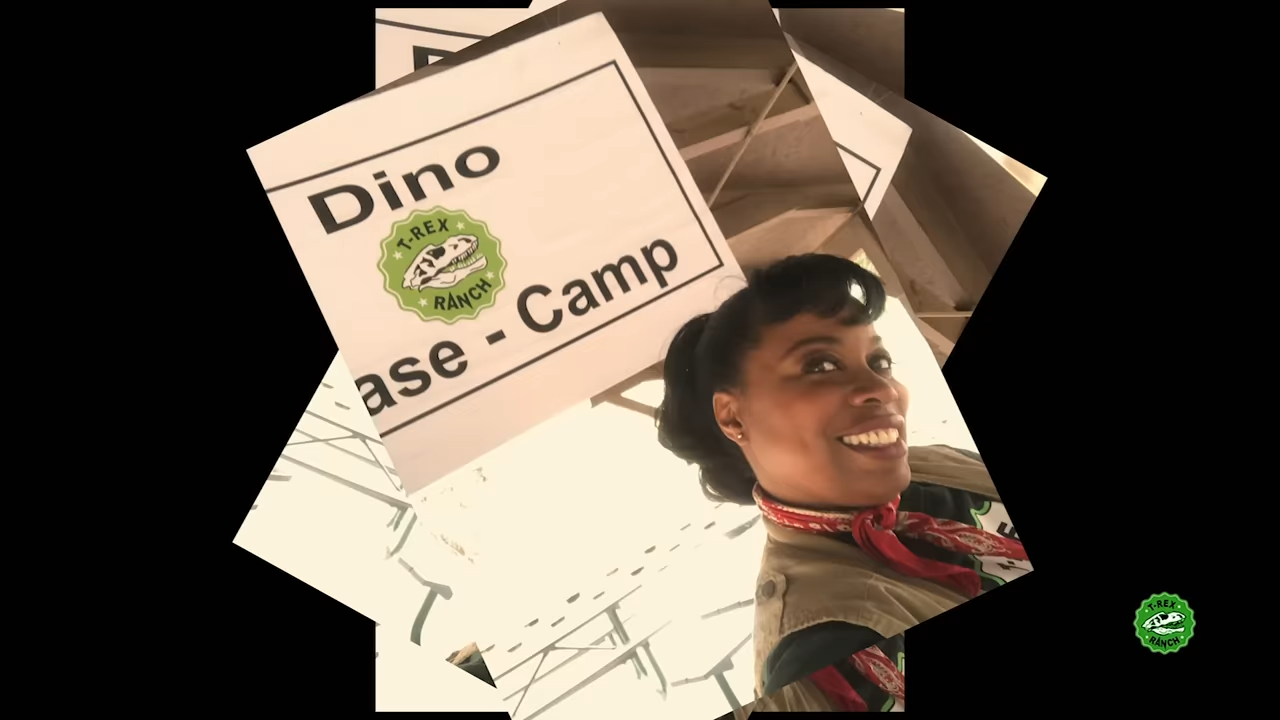 Dino
T-REX
RANCH
ase - Camp
T-REX
RANCH